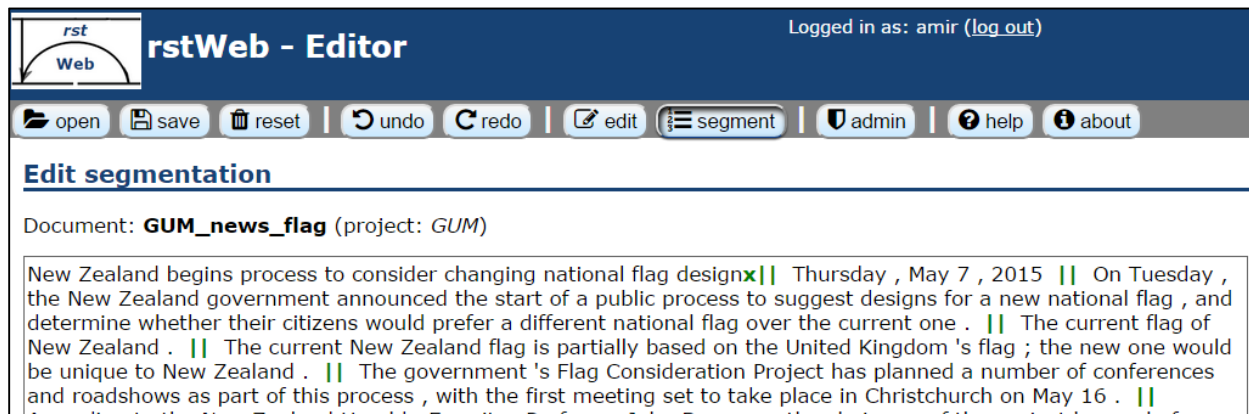 rst
Web
rstWeb - Editor
Logged in as: amir (log out)
open save reset | undo redo | edit segment | admin | help about
Edit segmentation
Document: GUM_news_flag (project: GUM)
New Zealand begins process to consider changing national flag designx|| Thursday , May 7 , 2015 || On Tuesday ,
the New Zealand government announced the start of a public process to suggest designs for a new national flag , and
determine whether their citizens would prefer a different national flag over the current one . || The current flag of
New Zealand . || The current New Zealand flag is partially based on the United Kingdom 's flag ; the new one would
be unique to New Zealand . || The government 's Flag Consideration Project has planned a number of conferences
and roadshows as part of this process , with the first meeting set to take place in Christchurch on May 16 . ||